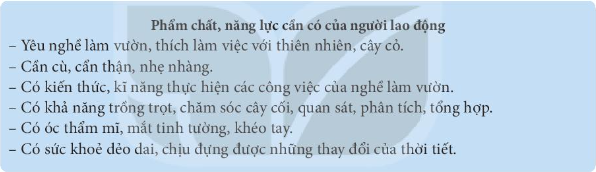 Phẩm chất, năng lực cần có của người lao động
– Yêu nghề làm vườn, thích làm việc với thiên nhiên, cây cỏ.
– Cần cù, cẩn thận, nhẹ nhàng.
– Có kiến thức, kĩ năng thực hiện các công việc của nghề làm vườn.
– Có khả năng trồng trọt, chăm sóc cây cối, quan sát, phân tích, tổng hợp.
– Có óc thẩm mĩ, mắt tinh tường, khéo tay.
– Có sức khoẻ dẻo dai, chịu đựng được những thay đổi của thời tiết.